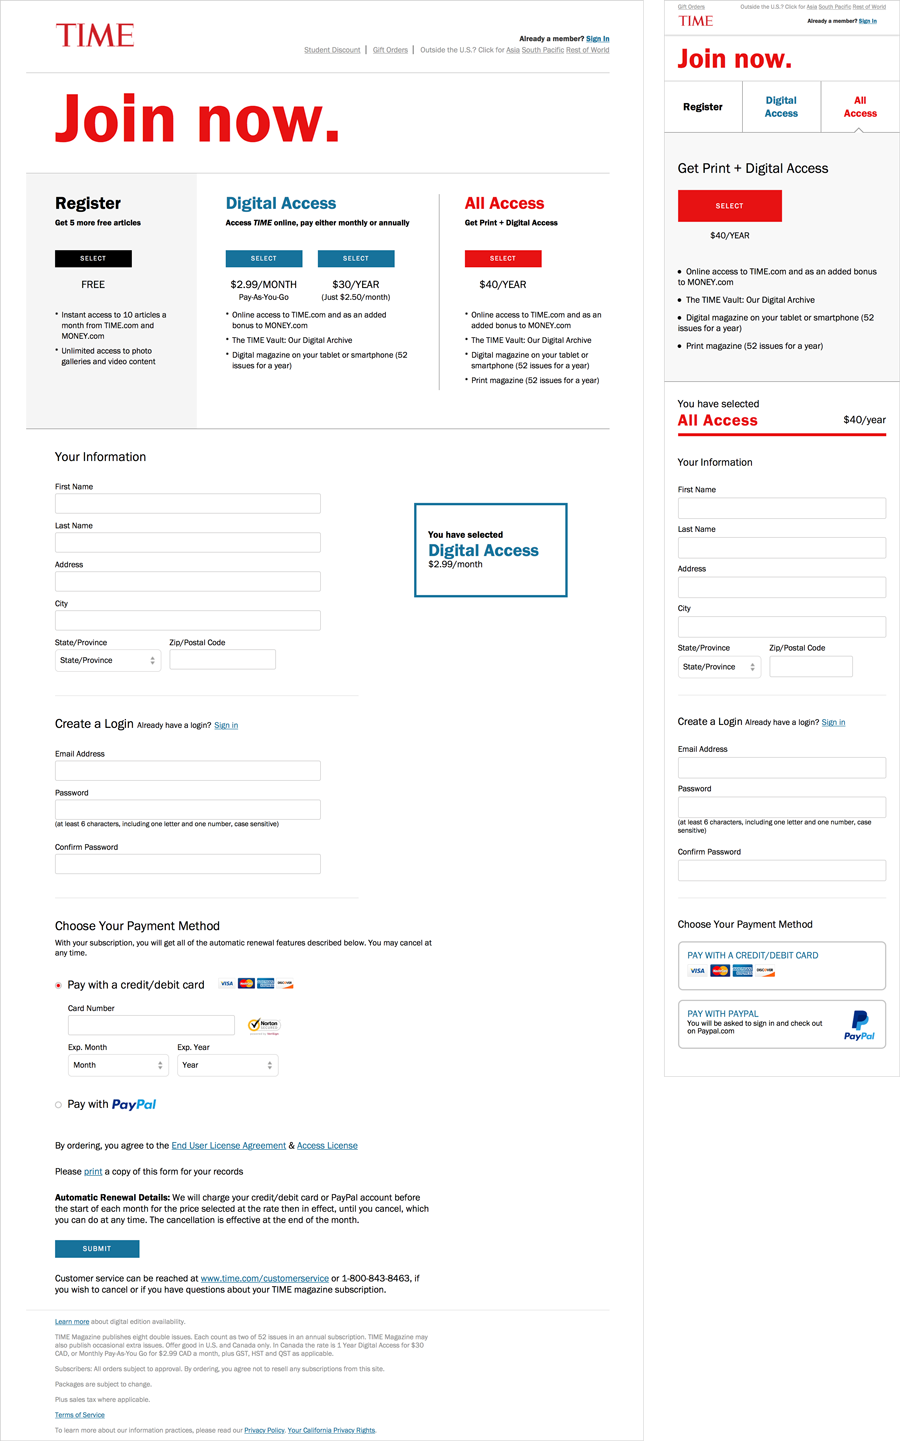 TIME
Already a member? Sign In
Student Discount | Gift Orders | Outside the U.S.? Click for Asia South Pacific Rest of World
Join now.
Register
Get 5 more free articles
SELECT
FREE
• Instant access to 10 articles a
month from TIME.com and
MONEY.com
• Unlimited access to photo
galleries and video content
Digital Access
Access TIME online, pay either monthly or annually
SELECT
$2.99/MONTH
Pay-As-You-Go
SELECT
$30/YEAR
(Just $2.50/month)
• Online access to TIME.com and as an added
bonus to MONEY.com
• The TIME Vault: Our Digital Archive
• Digital magazine on your tablet or smartphone (52
issues for a year)
All Access
Get Print + Digital Access
SELECT
$40/YEAR
• Online access to TIME.com and as an
added bonus to MONEY.com
• The TIME Vault: Our Digital Archive
• Digital magazine on your tablet or
smartphone (52 issues for a year)
• Print magazine (52 issues for a year)
Your Information
First Name
Last Name
Address
City
State/Province Zip/Postal Code
State/Province
You have selected
Digital Access
$2.99/month
Create a Login Already have a login? Sign in
Email Address
Password
(at least 6 characters, including one letter and one number, case sensitive)
Confirm Password
Choose Your Payment Method
With your subscription, you will get all of the automatic renewal features described below. You may cancel at
any time.
Pay with a credit/debit card VISA MasterCard AMERICAN EXPRESS DISCOVER
Card Number
Norton
Exp. Month Exp. Year
Month Year
Pay with PayPal
By ordering, you agree to the End User License Agreement & Access License
Please print a copy of this form for your records
Automatic Renewal Details: We will charge your credit/debit card or PayPal account before
the start of each month for the price selected at the rate then in effect, until you cancel, which
you can do at any time. The cancellation is effective at the end of the month.
SUBMIT
Customer service can be reached at www.time.com/customerservice or 1-800-843-8463, if
you wish to cancel or if you have questions about your TIME magazine subscription.
Learn more about digital edition availability.
TIME Magazine publishes eight double issues. Each count as two of 52 issues in an annual subscription. TIME Magazine may
also publish occasional extra issues. Offer good in U.S. and Canada only. In Canada the rate is 1 Year Digital Access for $30
CAD, or Monthly Pay-As-You Go for $2.99 CAD a month, plus GST, HST and QST as applicable.
Subscribers: All orders subject to approval. By ordering, you agree not to resell any subscriptions from this site.
Packages are subject to change.
Plus sales tax where applicable.
Terms of Service
To learn more about our information practices, please read our Privacy Policy. Your California Privacy Rights.
Gift Orders Outside the U.S.? Click for Asia South Pacific Rest of World
TIME
Already a member? Sign In
Join now.
Register
Digital
Access
All
Access
Get Print + Digital Access
SELECT
$40/YEAR
• Online access to TIME.com and as an added bonus
to MONEY.com
• The TIME Vault: Our Digital Archive
• Digital magazine on your tablet or smartphone (52
issues for a year)
• Print magazine (52 issues for a year)
You have selected
All Access $40/year
Your Information
First Name
Last Name
Address
City
State/Province Zip/Postal Code
State/Province
Create a Login Already have a login? Sign in
Email Address
Password
(at least 6 characters, including one letter and one number, case
sensitive)
Confirm Password
Choose Your Payment Method
PAY WITH A CREDIT/DEBIT CARD
VISA MasterCard AMERICAN EXPRESS DISCOVER
PAY WITH PAYPAL
You will be asked to sign in and check out
on Paypal.com
PayPal